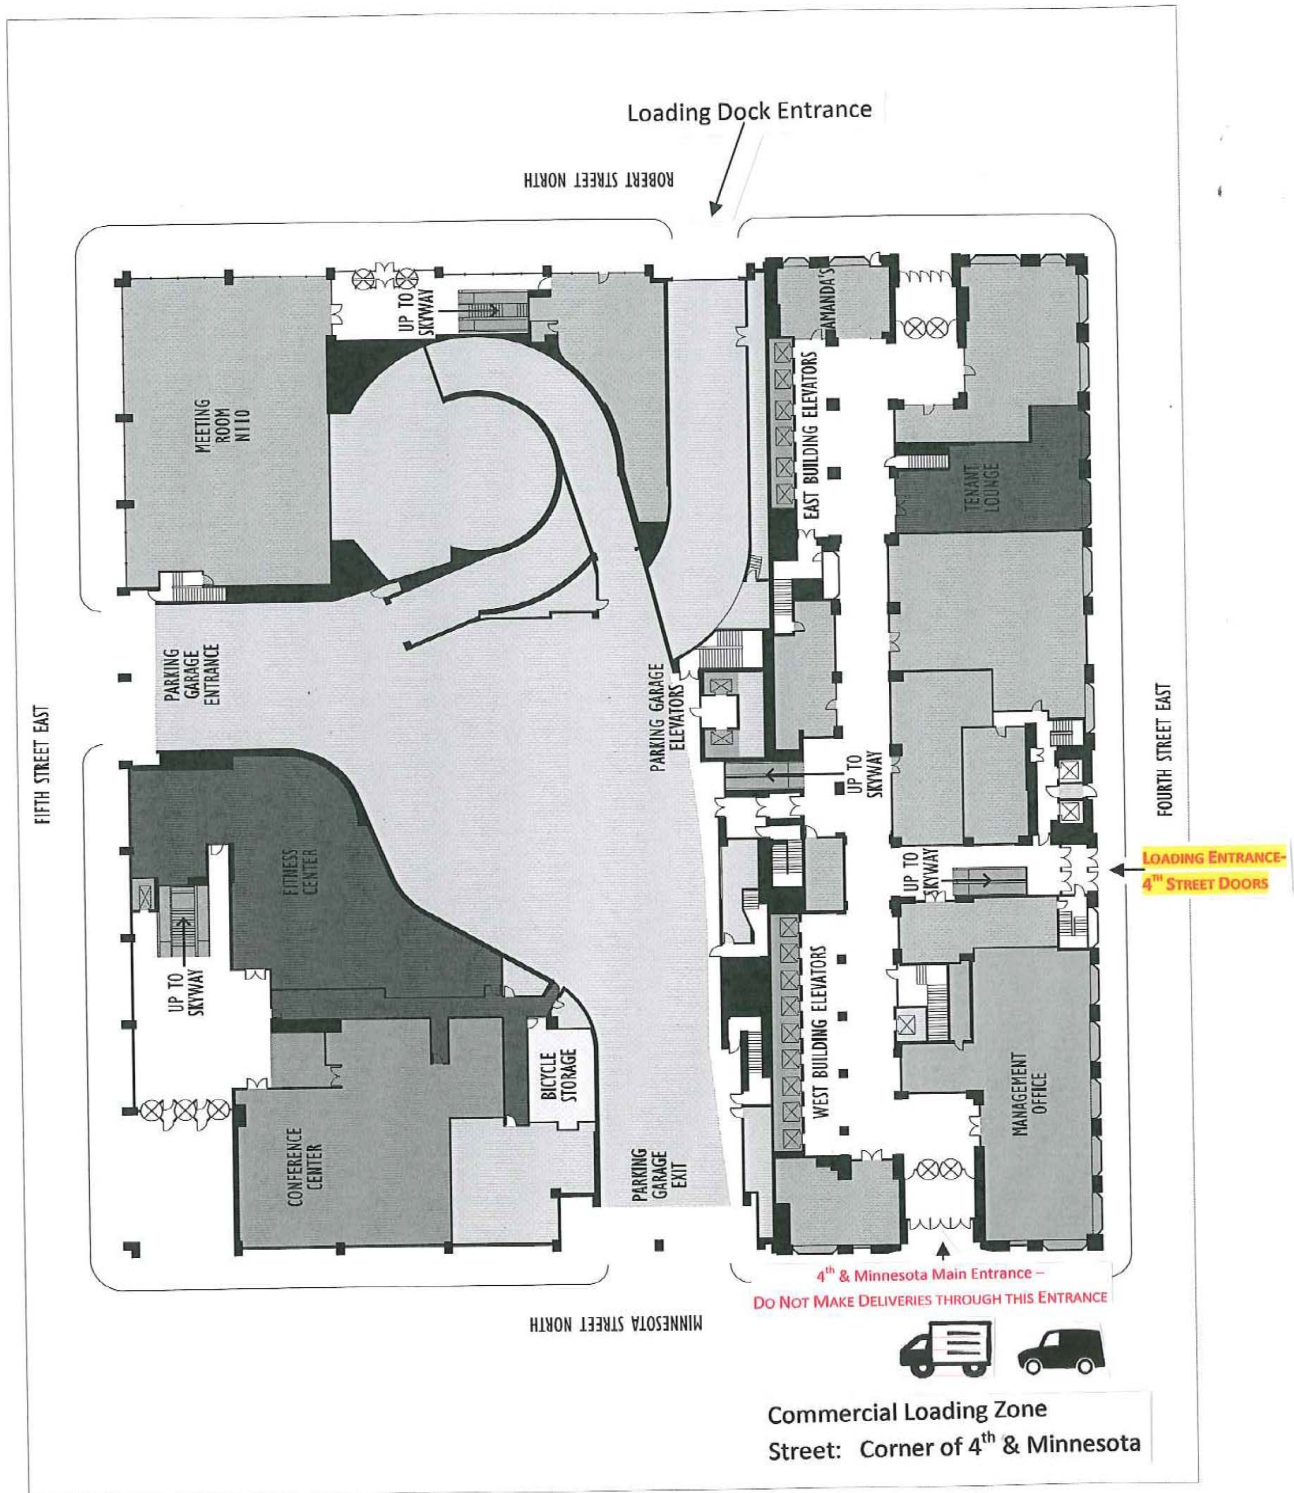 Loading Dock Entrance
ROBERT STREET NORTH
UP TO
SKYWAY
AMANDA'S
MEETING
ROOM
N110
EAST BUILDING ELEVATORS
TENANT
LOUNGE
PARKING
GARAGE
ENTRANCE
PARKING GARAGE
ELEVATORS
FIFTH STREET EAST
FOURTH STREET EAST
UP TO
SKYWAY
FITNESS
CENTER
UP TO
SKYWAY
LOADING ENTRANCE-
4TH STREET DOORS
UP TO
SKYWAY
WEST BUILDING ELEVATORS
BICYCLE
STORAGE
MANAGEMENT
OFFICE
CONFERENCE
CENTER
PARKING
GARAGE
EXIT
4th & Minnesota Main Entrance –
DO NOT MAKE DELIVERIES THROUGH THIS ENTRANCE
MINNESOTA STREET NORTH
Commercial Loading Zone
Street: Corner of 4th & Minnesota